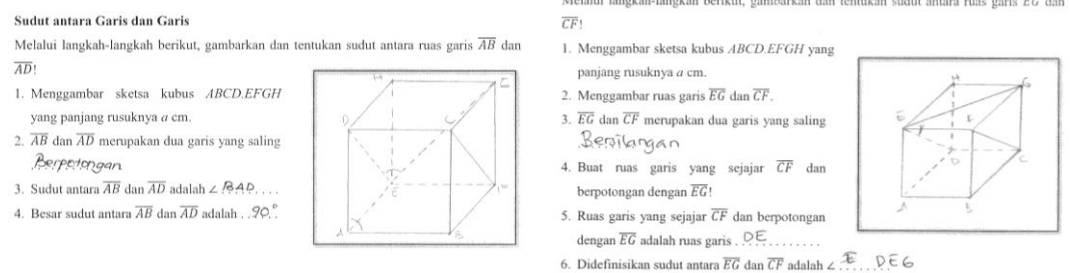 Sudut antara Garis dan Garis
Melalui langkah-langkah berikut, gambarkan dan tentukan sudut antara ruas garis AB dan
AD!
1. Menggambar sketsa kubus ABCD.EFGH
yang panjang rusuknya a cm.
2. AB dan AD merupakan dua garis yang saling
Berpotongan
3. Sudut antara AB dan AD adalah ∠ BAD. . . .
4. Besar sudut antara AB dan AD adalah . .90°.
H
E
D
C
E
F
A
B
Melalui langkah-langkah berikut, gambarkan dan tentukan sudut antara ruas garis EG dan
CF!
1. Menggambar sketsa kubus ABCD.EFGH yang
panjang rusuknya a cm.
2. Menggambar ruas garis EG dan CF.
3. EG dan CF merupakan dua garis yang saling
Bersilangan
4. Buat ruas garis yang sejajar CF dan
berpotongan dengan EG!
5. Ruas garis yang sejajar CF dan berpotongan
dengan EG adalah ruas garis . DE. . . . . . . .
6. Didefinisikan sudut antara EG dan CF adalah ∠ . . . . . DEG
H
G
E
F
D
C
A
B